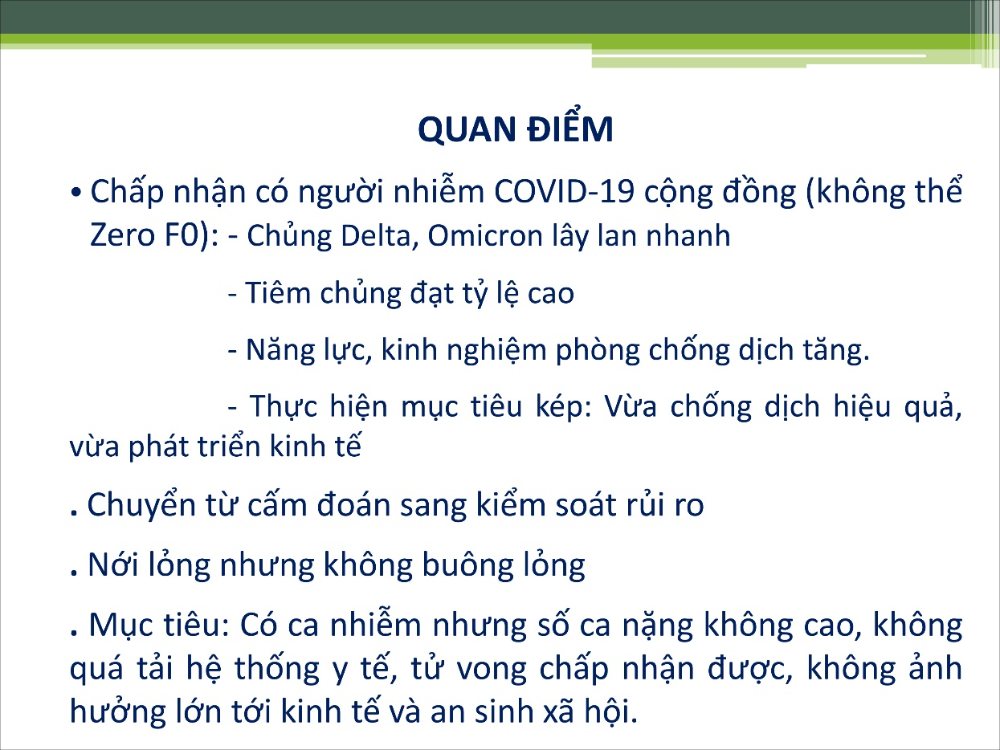 QUAN ĐIỂM
• Chấp nhận có người nhiễm COVID-19 cộng đồng (không thể
Zero F0): - Chủng Delta, Omicron lây lan nhanh
- Tiêm chủng đạt tỷ lệ cao
- Năng lực, kinh nghiệm phòng chống dịch tăng.
- Thực hiện mục tiêu kép: Vừa chống dịch hiệu quả,
vừa phát triển kinh tế
. Chuyển từ cấm đoán sang kiểm soát rủi ro
. Nới lỏng nhưng không buông lỏng
. Mục tiêu: Có ca nhiễm nhưng số ca nặng không cao, không
quá tải hệ thống y tế, tử vong chấp nhận được, không ảnh
hưởng lớn tới kinh tế và an sinh xã hội.